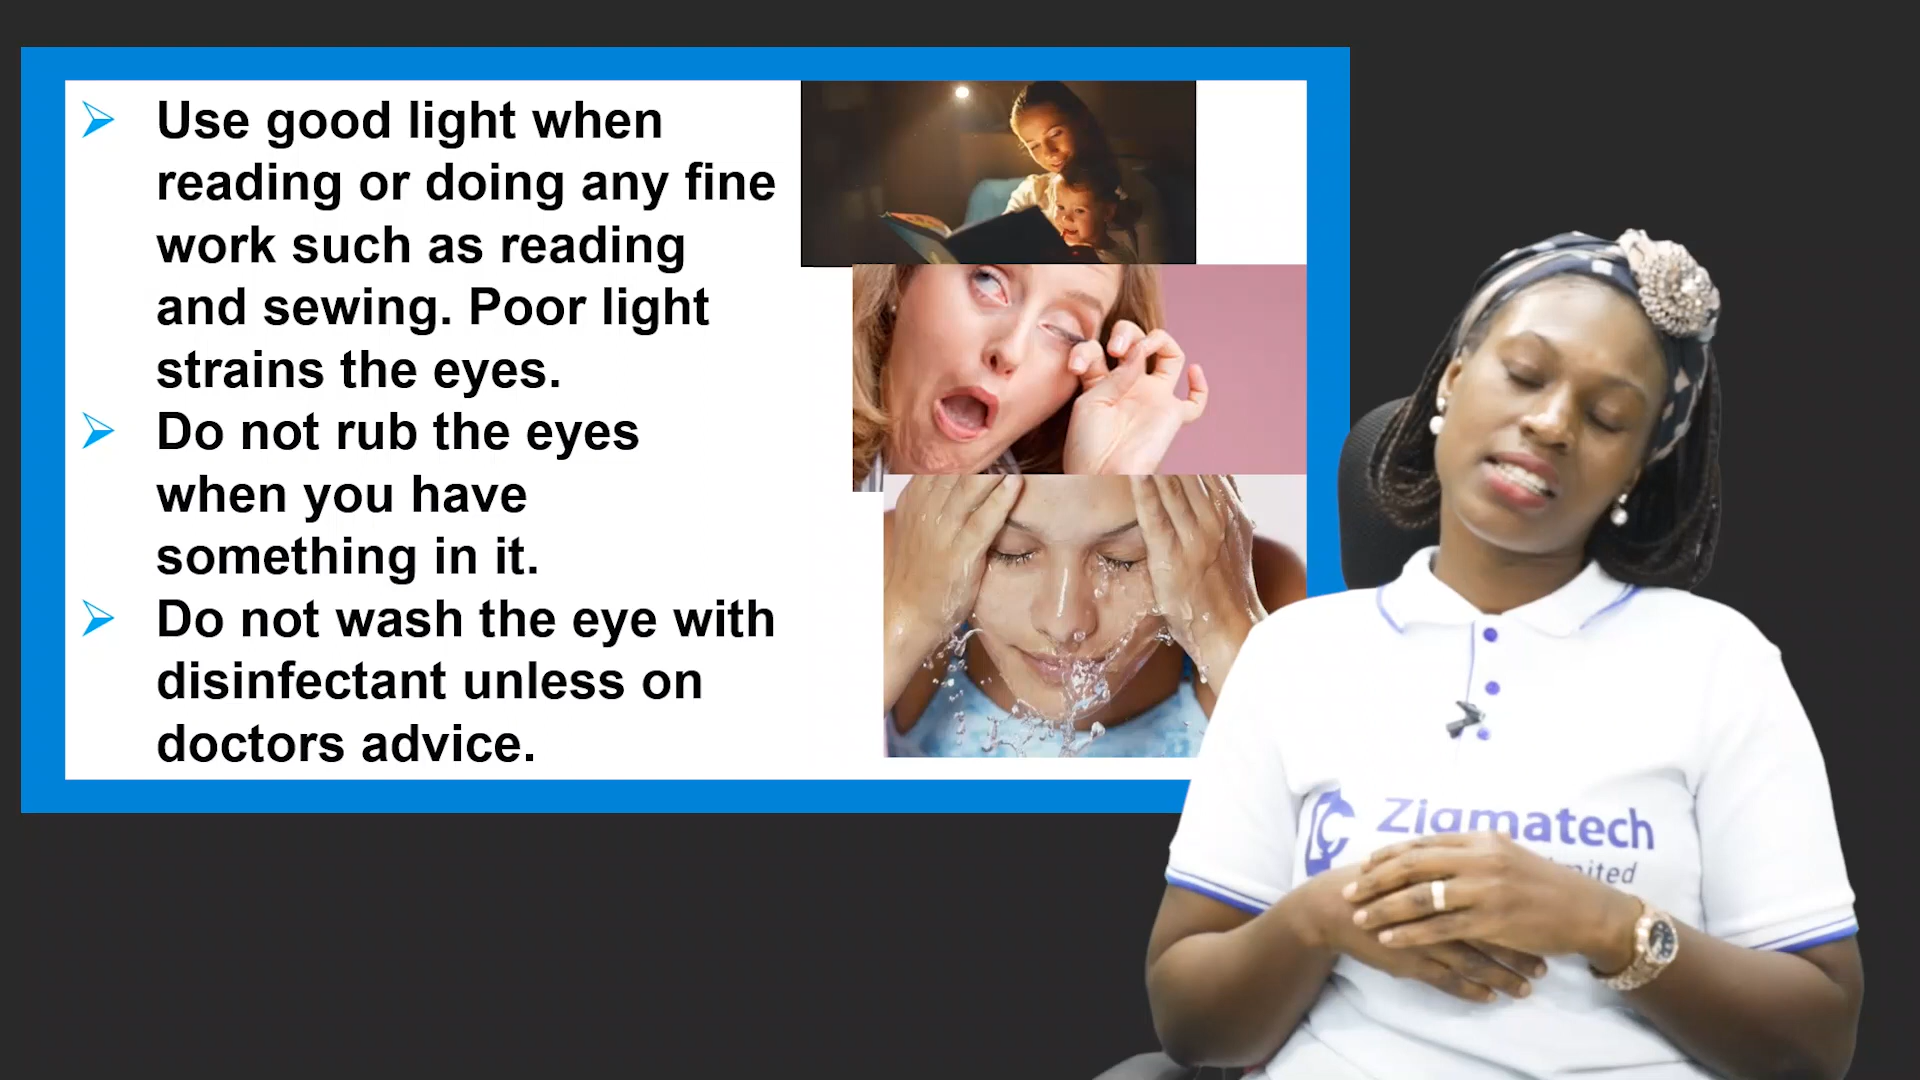 Use good light when
reading or doing any fine
work such as reading
and sewing. Poor light
strains the eyes.
Do not rub the eyes
when you have
something in it.
Do not wash the eye with
disinfectant unless on
doctors advice.
Zigmatech